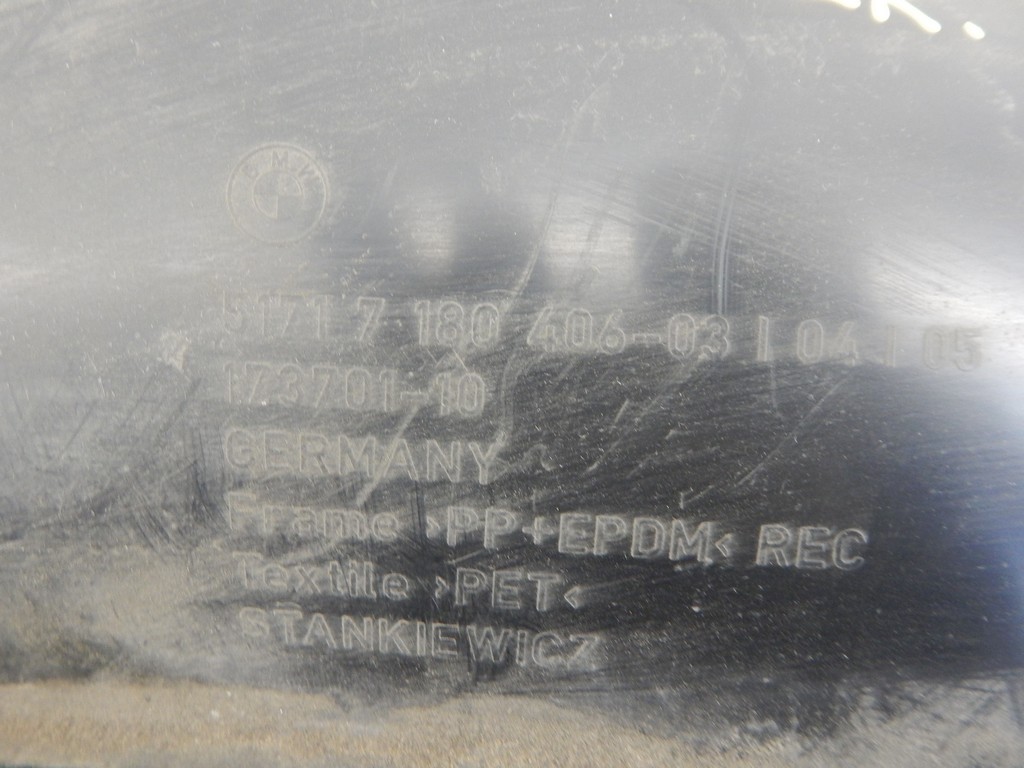 BMW
5171 7 180 406-03 | 04 | 05
173701-10
GERMANY
Frame >PP+EPDM< REC
Textile >PET<
STANKIEWICZ